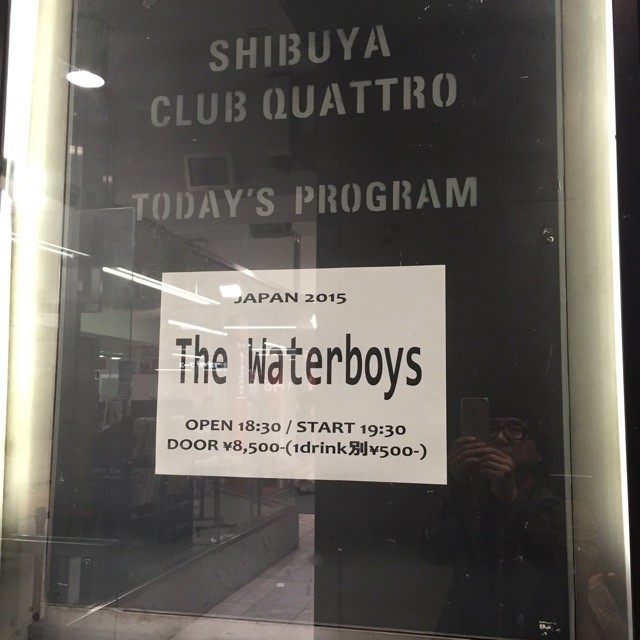 SHIBUYA
CLUB QUATTRO
TODAY'S PROGRAM
JAPAN 2015
The Waterboys
OPEN 18:30 / START 19:30
DOOR ¥8,500-(1drink別¥500-)